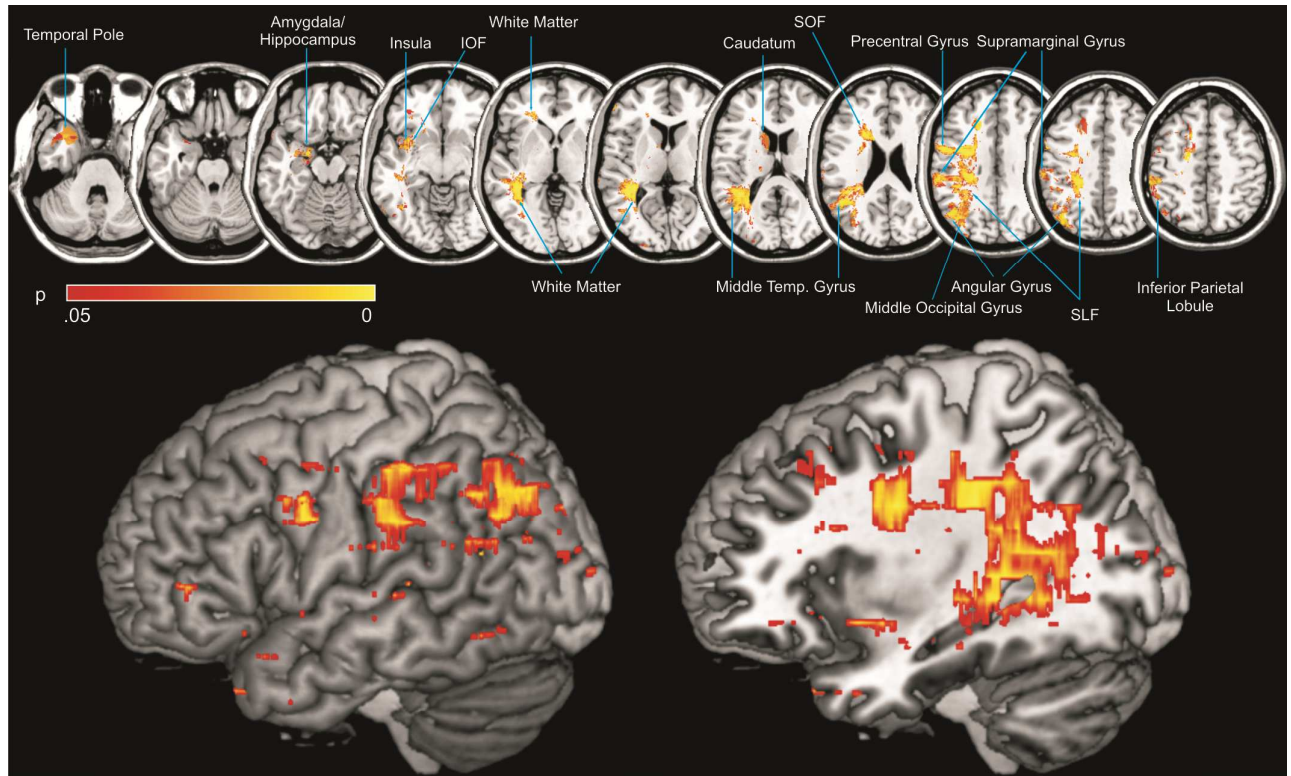 Temporal Pole
Amygdala/
Hippocampus
Insula
IOF
White Matter
Caudatum
SOF
Precentral Gyrus
Supramarginal Gyrus
White Matter
Middle Temp. Gyrus
Angular Gyrus
Middle Occipital Gyrus
SLF
Inferior Parietal
Lobule
p
.05
0